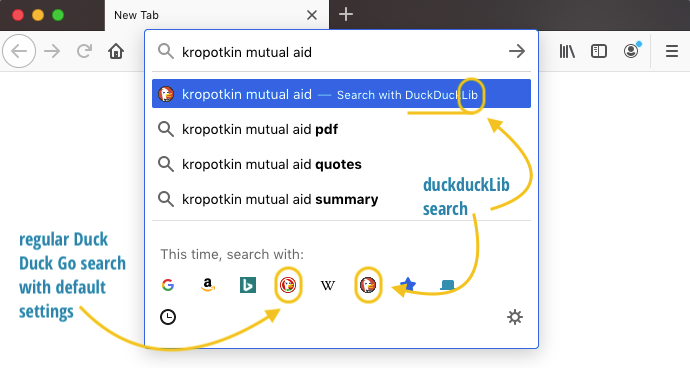 New Tab
kropotkin mutual aid
kropotkin mutual aid — Search with DuckDuckLib
kropotkin mutual aid pdf
kropotkin mutual aid quotes
kropotkin mutual aid summary
duckduckLib
search
regular Duck
Duck Go search
with default
settings
This time, search with:
G
a
b
W